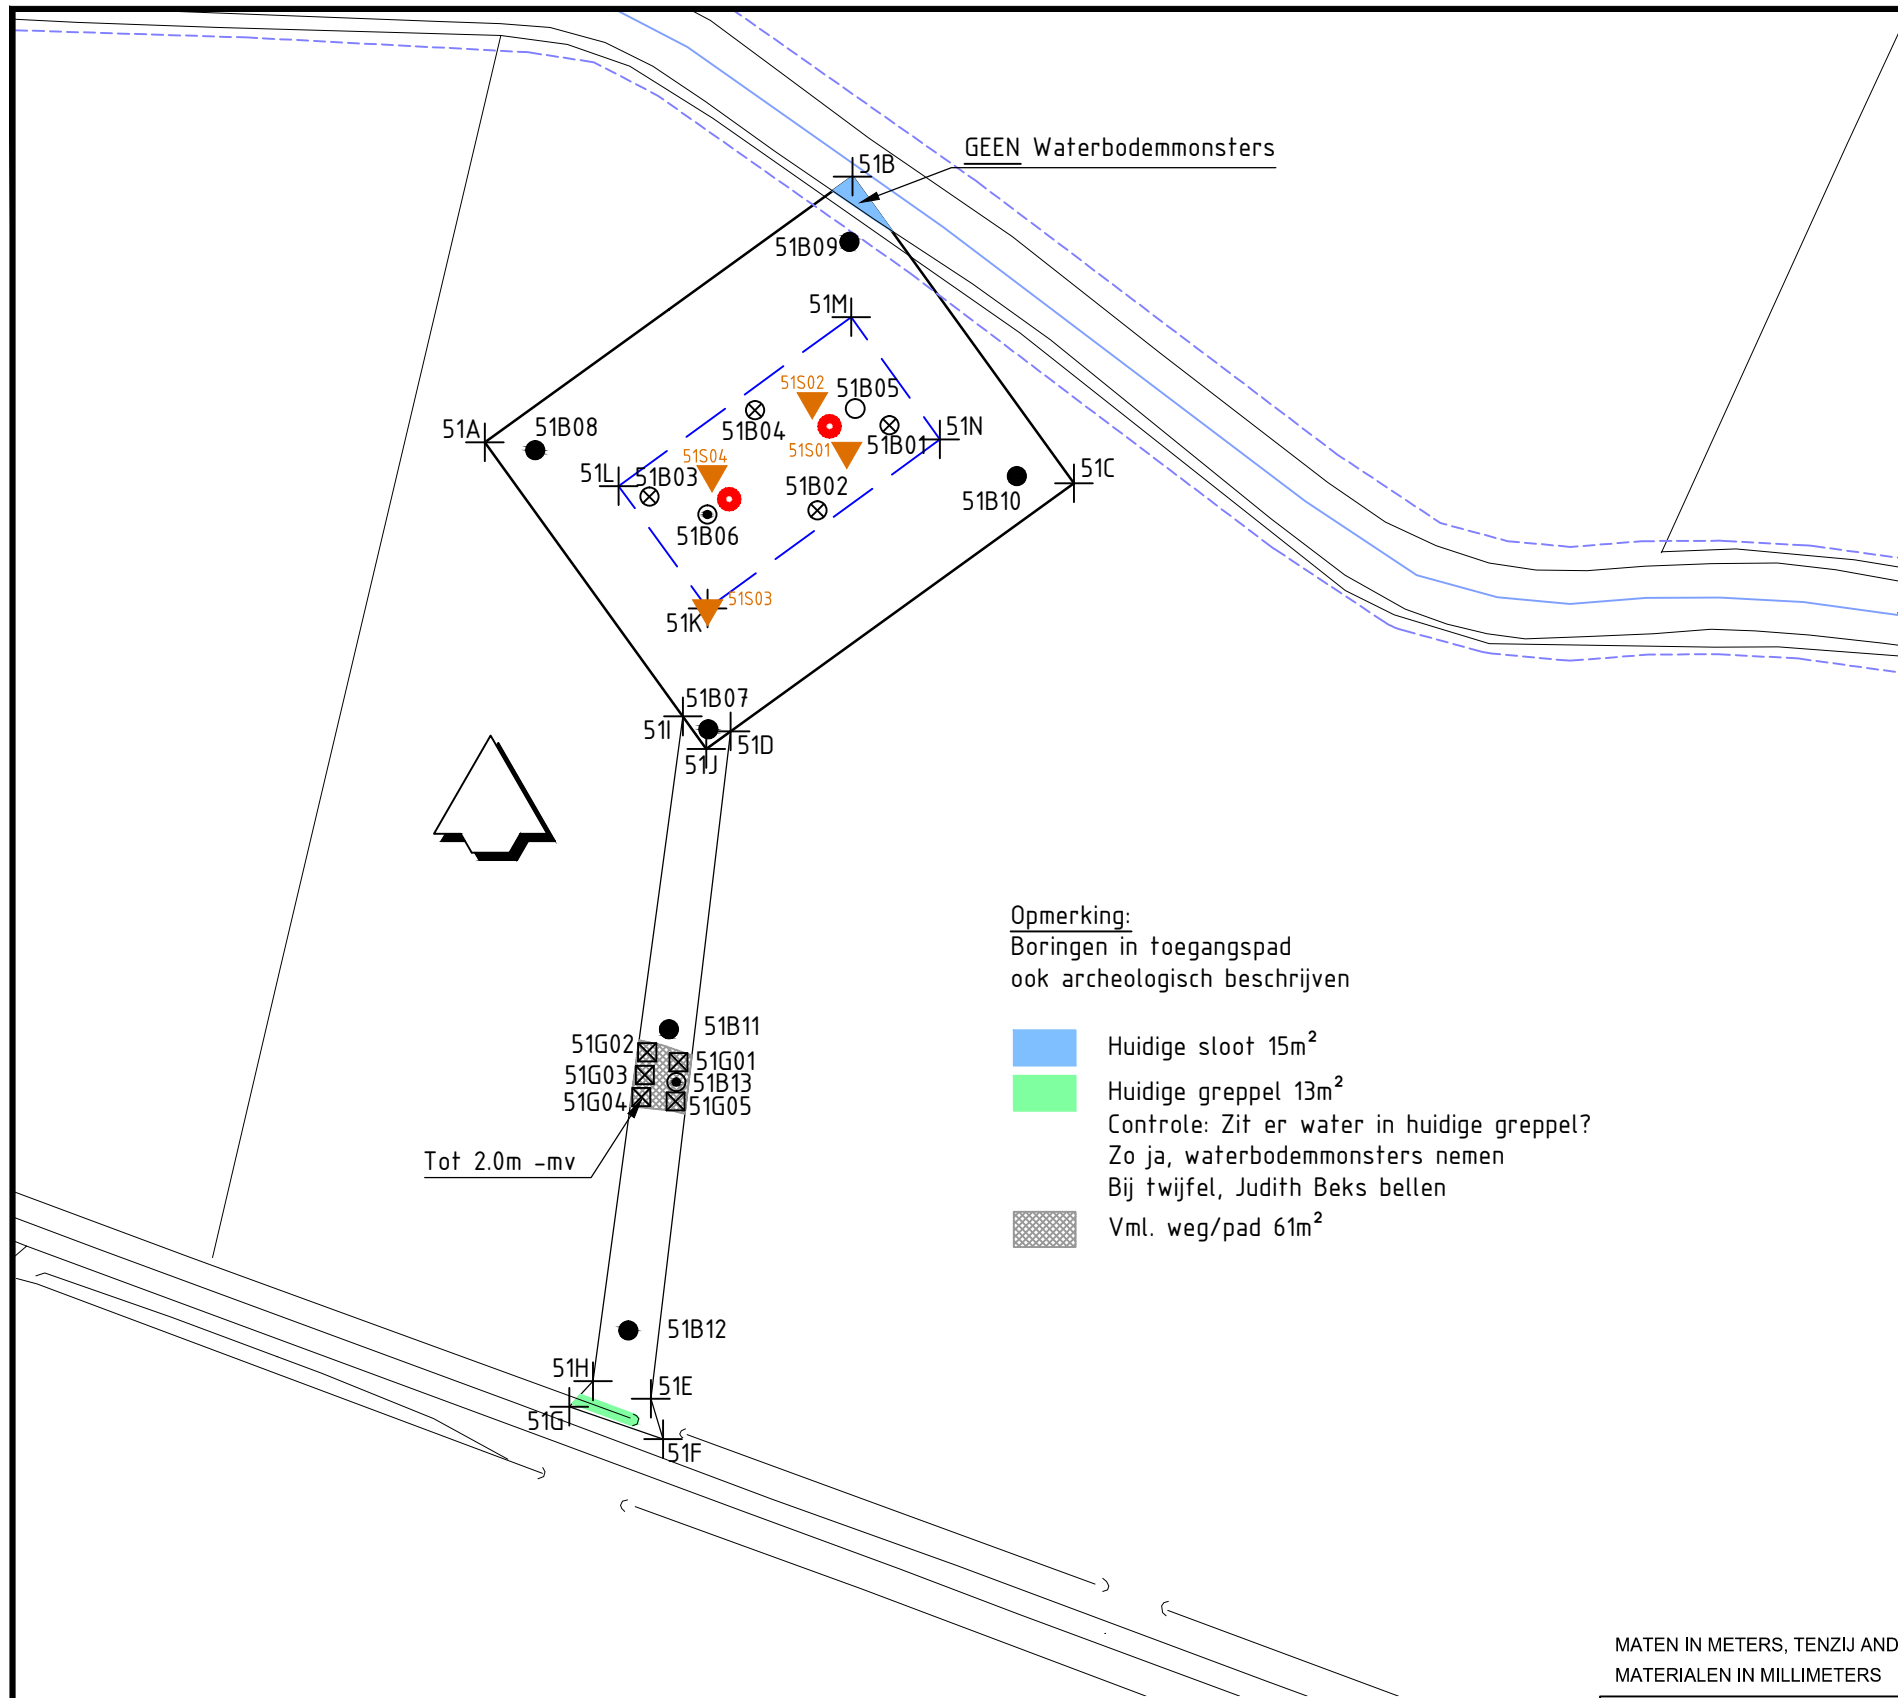 GEEN Waterbodemmonsters
51B
51B09
51M
51S02
51B05
51A
51B08
51B04
51S01
51B01
51N
51L
51B03
51S04
51B02
51C
51B10
51B06
51S03
51K
51B07
51I
51D
51J
Opmerking:
Boringen in toegangspad
ook archeologisch beschrijven
51B11
51G02
51G01
51G03
51B13
51G04
51G05
Tot 2.0m -mv
Huidige sloot 15m²
Huidige greppel 13m²
Controle: Zit er water in huidige greppel?
Zo ja, waterbodemmonsters nemen
Bij twijfel, Judith Beks bellen
Vml. weg/pad 61m²
51B12
51H
51E
51G
51F
MATEN IN METERS, TENZIJ AND
MATERIALEN IN MILLIMETERS